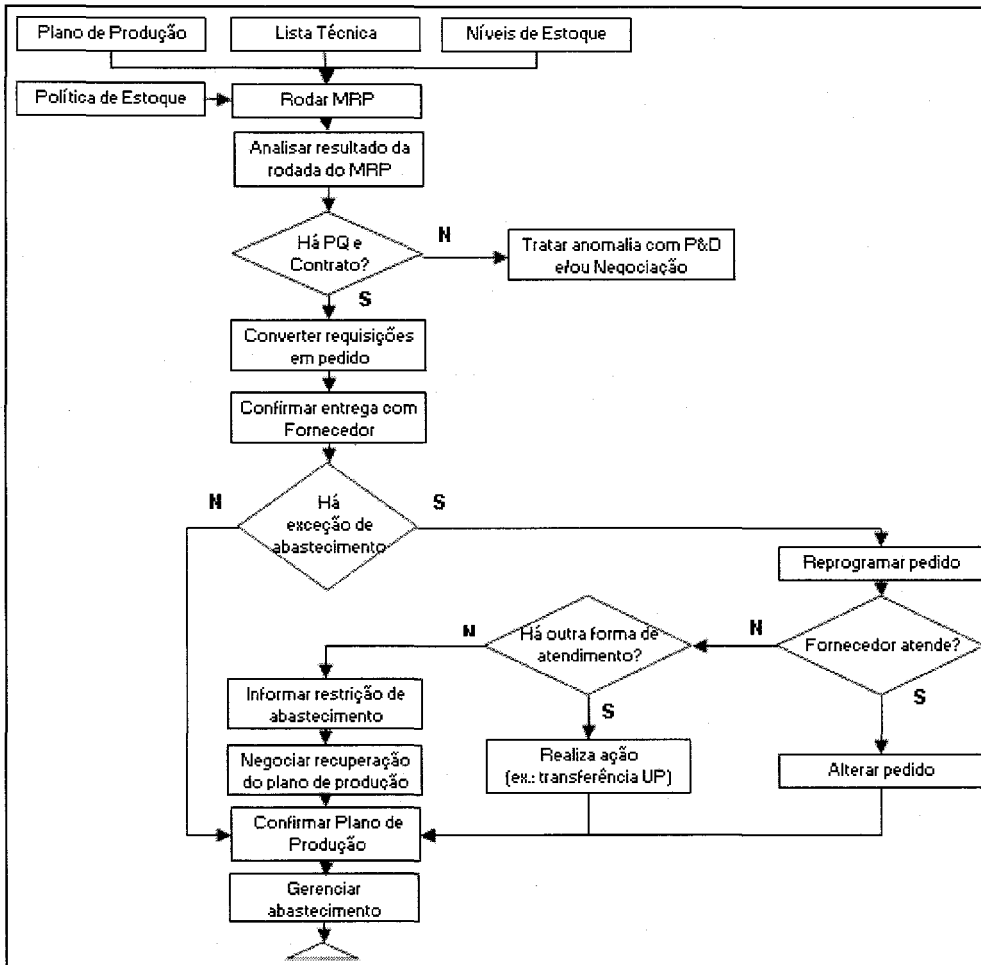 Plano de Produção
Lista Técnica
Níveis de Estoque
Política de Estoque
Rodar MRP
Analisar resultado da
rodada do MRP
Há PQ e
Contrato?
N
Tratar anomalia com P&D
e/ou Negociação
S
Converter requisições
em pedido
Confirmar entrega com
Fornecedor
N
Há
exceção de
abastecimento
S
Reprogramar pedido
N
Há outra forma de
atendimento?
N
Fornecedor atende?
Informar restrição de
abastecimento
S
S
Negociar recuperação
do plano de produção
Realiza ação
(ex.: transferência UP)
Alterar pedido
Confirmar Plano de
Produção
Gerenciar
abastecimento